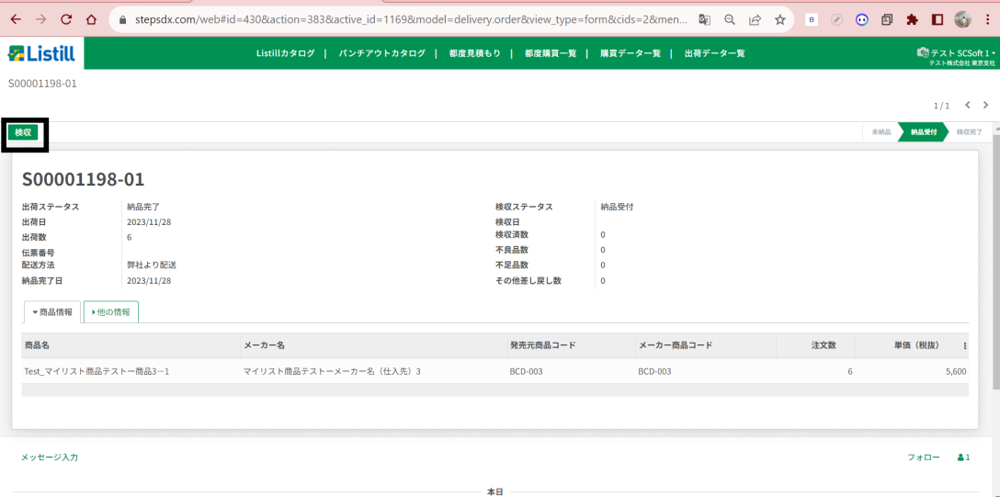 stepsdx.com/web#id=430&action=383&active_id=1169&model=delivery.order&view_type=form&cids=2&men...
Listill
Listillカタログ | パンチアウトカタログ | 都度見積もり | 都度購買一覧 | 購買データ一覧 | 出荷データ一覧
テスト SCSoft 1
テスト株式会社 東京支社
S00001198-01
1 / 1
検収
未納品 納品受付 検収完了
S00001198-01
出荷ステータス 納品完了 検収ステータス 納品受付
出荷日 2023/11/28 検収日
出荷数 6 検収済数 0
伝票番号 不良品数 0
配送方法 弊社より配送 不足品数 0
納品完了日 2023/11/28 その他差し戻し数 0
商品情報 他の情報
商品名 メーカー名 発売元商品コード メーカー商品コード 注文数 単価（税抜）
Test_マイリスト商品テストー商品3ー1 マイリスト商品テストーメーカー名（仕入先）3 BCD-003 BCD-003 6 5,600
メッセージ入力 フォロー 1
本日